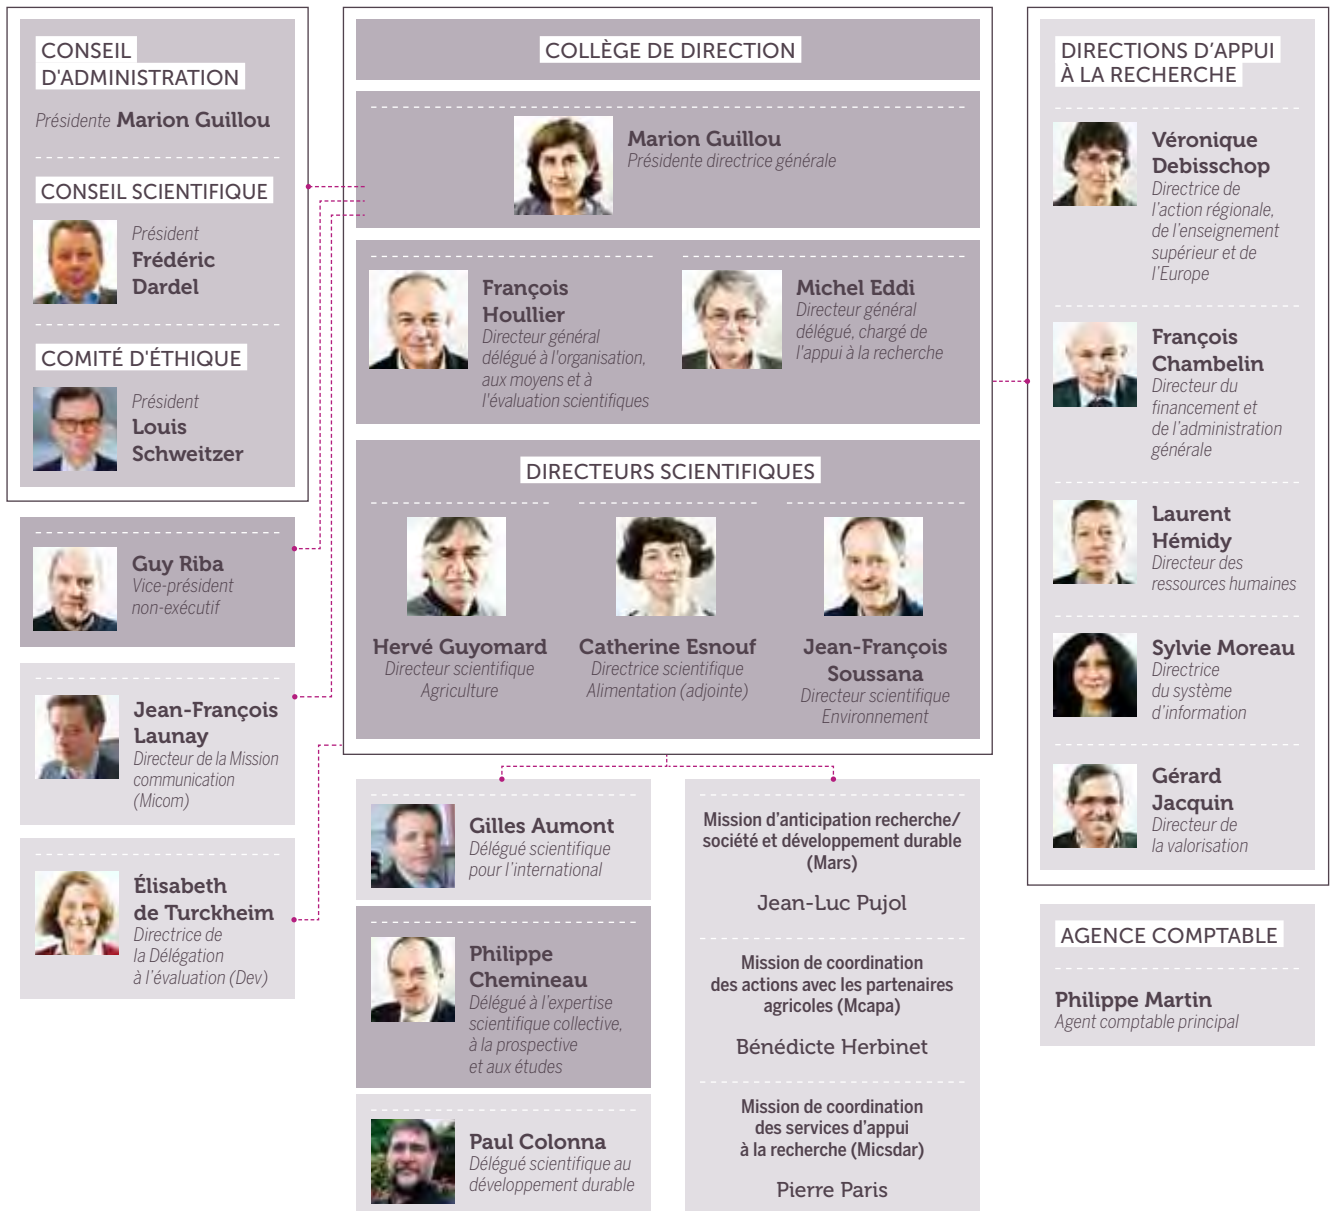 CONSEIL
D'ADMINISTRATION
Présidente Marion Guillou
CONSEIL SCIENTIFIQUE
Président
Frédéric
Dardel
COMITÉ D'ÉTHIQUE
Président
Louis
Schweitzer
Guy Riba
Vice-président
non-exécutif
Jean-François
Launay
Directeur de la Mission
communication
(Micom)
Élisabeth
de Turckheim
Directrice de
la Délégation
à l'évaluation (Dev)
COLLÈGE DE DIRECTION
Marion Guillou
Présidente directrice générale
François
Houllier
Directeur général
délégué à l'organisation,
aux moyens et à
l'évaluation scientifiques
Michel Eddi
Directeur général
délégué, chargé de
l'appui à la recherche
DIRECTEURS SCIENTIFIQUES
Hervé Guyomard
Directeur scientifique
Agriculture
Catherine Esnouf
Directrice scientifique
Alimentation (adjointe)
Jean-François
Soussana
Directeur scientifique
Environnement
Gilles Aumont
Délégué scientifique
pour l'international
Philippe
Chemineau
Délégué à l'expertise
scientifique collective,
à la prospective
et aux études
Paul Colonna
Délégué scientifique au
développement durable
Mission d'anticipation recherche/
société et développement durable
(Mars)
Jean-Luc Pujol
Mission de coordination
des actions avec les partenaires
agricoles (Mcapa)
Bénédicte Herbinet
Mission de coordination
des services d'appui
à la recherche (Micsdar)
Pierre Paris
DIRECTIONS D'APPUI
À LA RECHERCHE
Véronique
Debisschop
Directrice de
l'action régionale,
de l'enseignement
supérieur et de
l'Europe
François
Chambelin
Directeur du
financement et
de l'administration
générale
Laurent
Hémidy
Directeur des
ressources humaines
Sylvie Moreau
Directrice
du système
d'information
Gérard
Jacquin
Directeur de
la valorisation
AGENCE COMPTABLE
Philippe Martin
Agent comptable principal